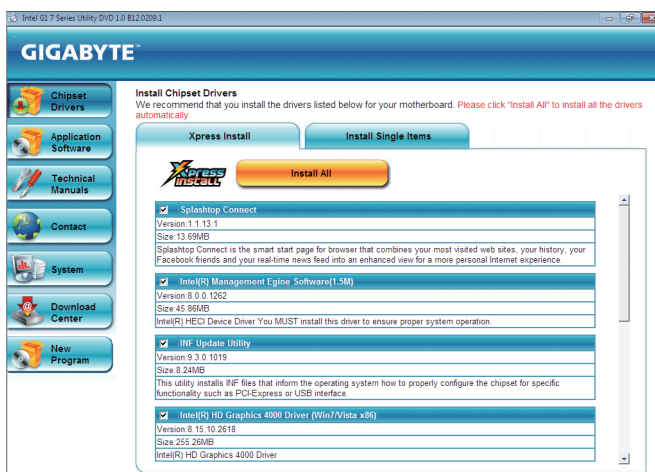 Intel G1 7 Series Utility DVD 1.0 B12.0209.1
GIGABYTE™
Chipset
Drivers
Application
Software
Technical
Manuals
Contact
System
Download
Center
New
Program
Install Chipset Drivers
We recommend that you install the drivers listed below for your motherboard. Please click "Install All" to install all the drivers
automatically.
Xpress Install
Install Single Items
Xpress
Install
Install All
Splashtop Connect
Version:1.1.13.1
Size:13.69MB
Splashtop Connect is the smart start page for browser that combines your most visited web sites, your history, your
Facebook friends and your real-time news feed into an enhanced view for a more personal Internet experience.
Intel(R) Management Egine Software(1.5M)
Version:8.0.0.1262
Size:45.86MB
Intel(R) HECI Device Driver You MUST install this driver to ensure proper system operation.
INF Update Utility
Version:9.3.0.1019
Size:8.24MB
This utility installs INF files that inform the operating system how to properly configure the chipset for specific
functionality such as PCI-Express or USB interface.
Intel(R) HD Graphics 4000 Driver (Win7/Vista x86)
Version:8.15.10.2618
Size:255.26MB
Intel(R) HD Graphics 4000 Driver